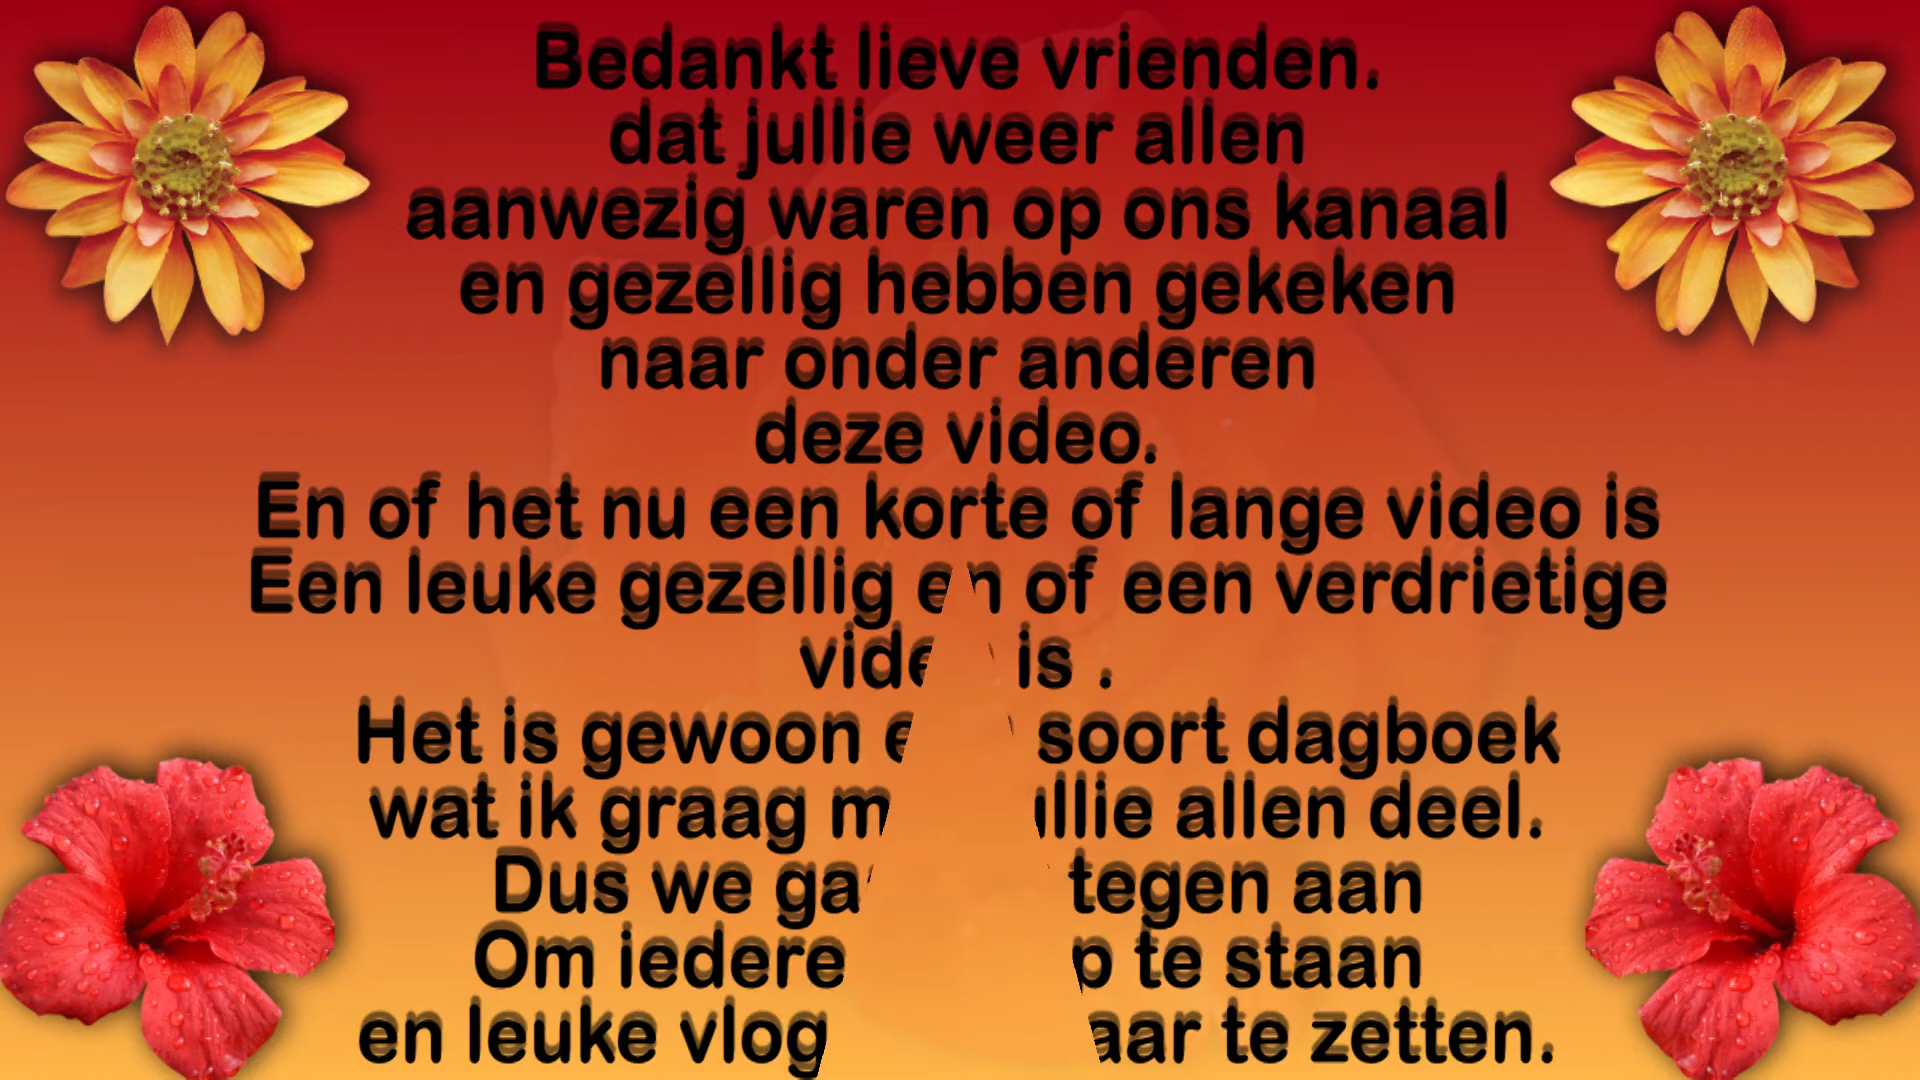 Bedankt lieve vrienden.
dat jullie weer allen
aanwezig waren op ons kanaal
en gezellig hebben gekeken
naar onder anderen
deze video.
En of het nu een korte of lange video is
Een leuke gezellig en of een verdrietige
is .
Het is gewoon soort dagboek
wat ik graag allen deel.
Dus we tegen aan
Om te staan
en leuke te zetten.